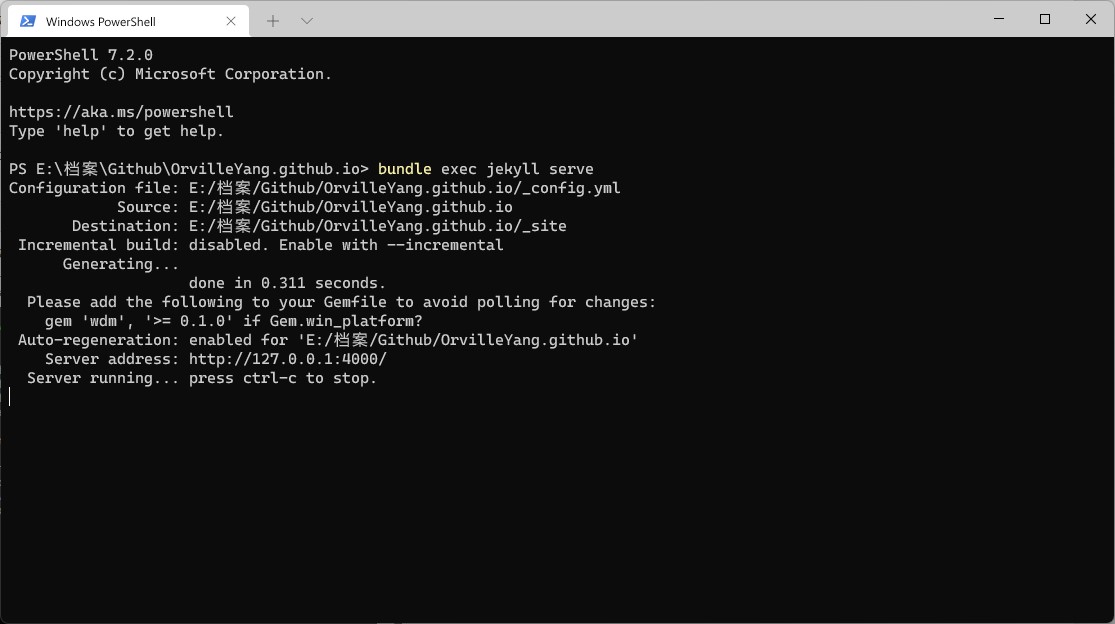 Windows PowerShell
PowerShell 7.2.0
Copyright (c) Microsoft Corporation.
https://aka.ms/powershell
Type 'help' to get help.
PS E:\档案\Github\OrvilleYang.github.io> bundle exec jekyll serve
Configuration file: E:/档案/Github/OrvilleYang.github.io/_config.yml
Source: E:/档案/Github/OrvilleYang.github.io
Destination: E:/档案/Github/OrvilleYang.github.io/_site
Incremental build: disabled. Enable with --incremental
Generating...
done in 0.311 seconds.
Please add the following to your Gemfile to avoid polling for changes:
gem 'wdm', '>= 0.1.0' if Gem.win_platform?
Auto-regeneration: enabled for 'E:/档案/Github/OrvilleYang.github.io'
Server address: http://127.0.0.1:4000/
Server running... press ctrl-c to stop.